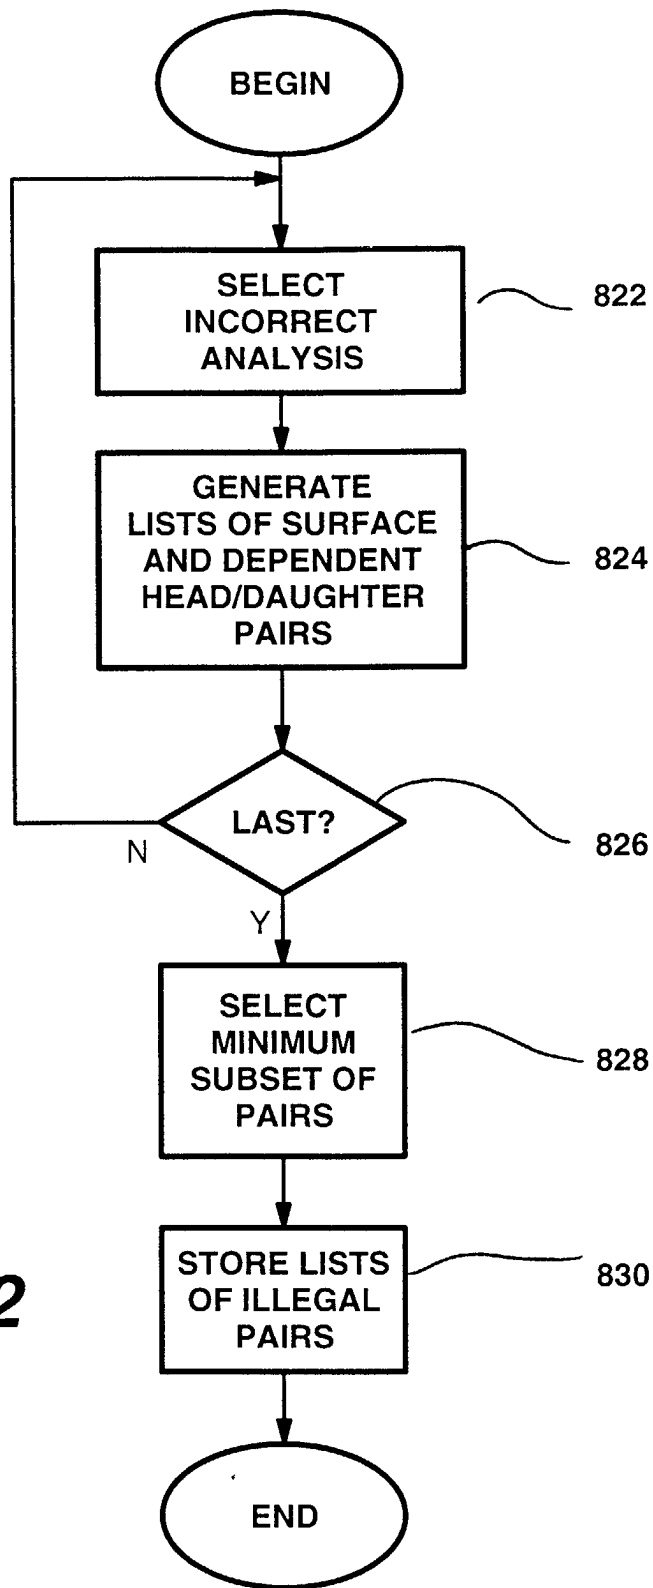 BEGIN
SELECT
INCORRECT
ANALYSIS
822
GENERATE
LISTS OF SURFACE
AND DEPENDENT
HEAD/DAUGHTER
PAIRS
824
LAST?
826
N
Y
SELECT
MINIMUM
SUBSET OF
PAIRS
828
STORE LISTS
OF ILLEGAL
PAIRS
830
2
END